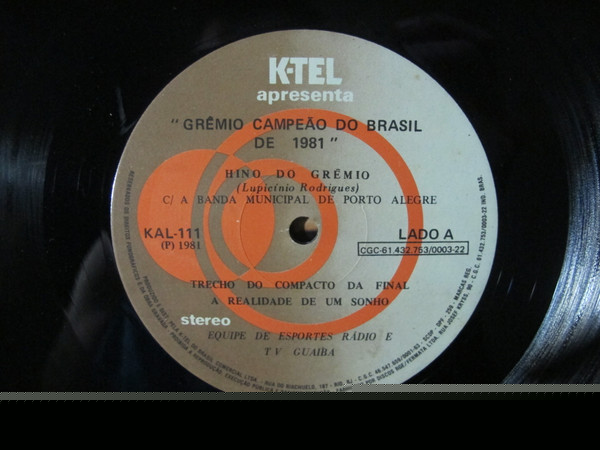 K-TEL
apresenta
"GRÊMIO CAMPEÃO DO BRASIL
DE 1981"
HINO DO GRÊMIO
(Lupicínio Rodrigues)
C/ A BANDA MUNICIPAL DE PORTO ALEGRE
KAL-111
(P) 1981
LADO A
CGC-61.432.763/0003-22
TRECHO DO COMPACTO DA FINAL
A REALIDADE DE UM SONHO
stereo
EQUIPE DE ESPORTES RÁDIO E
TV GUAÍBA